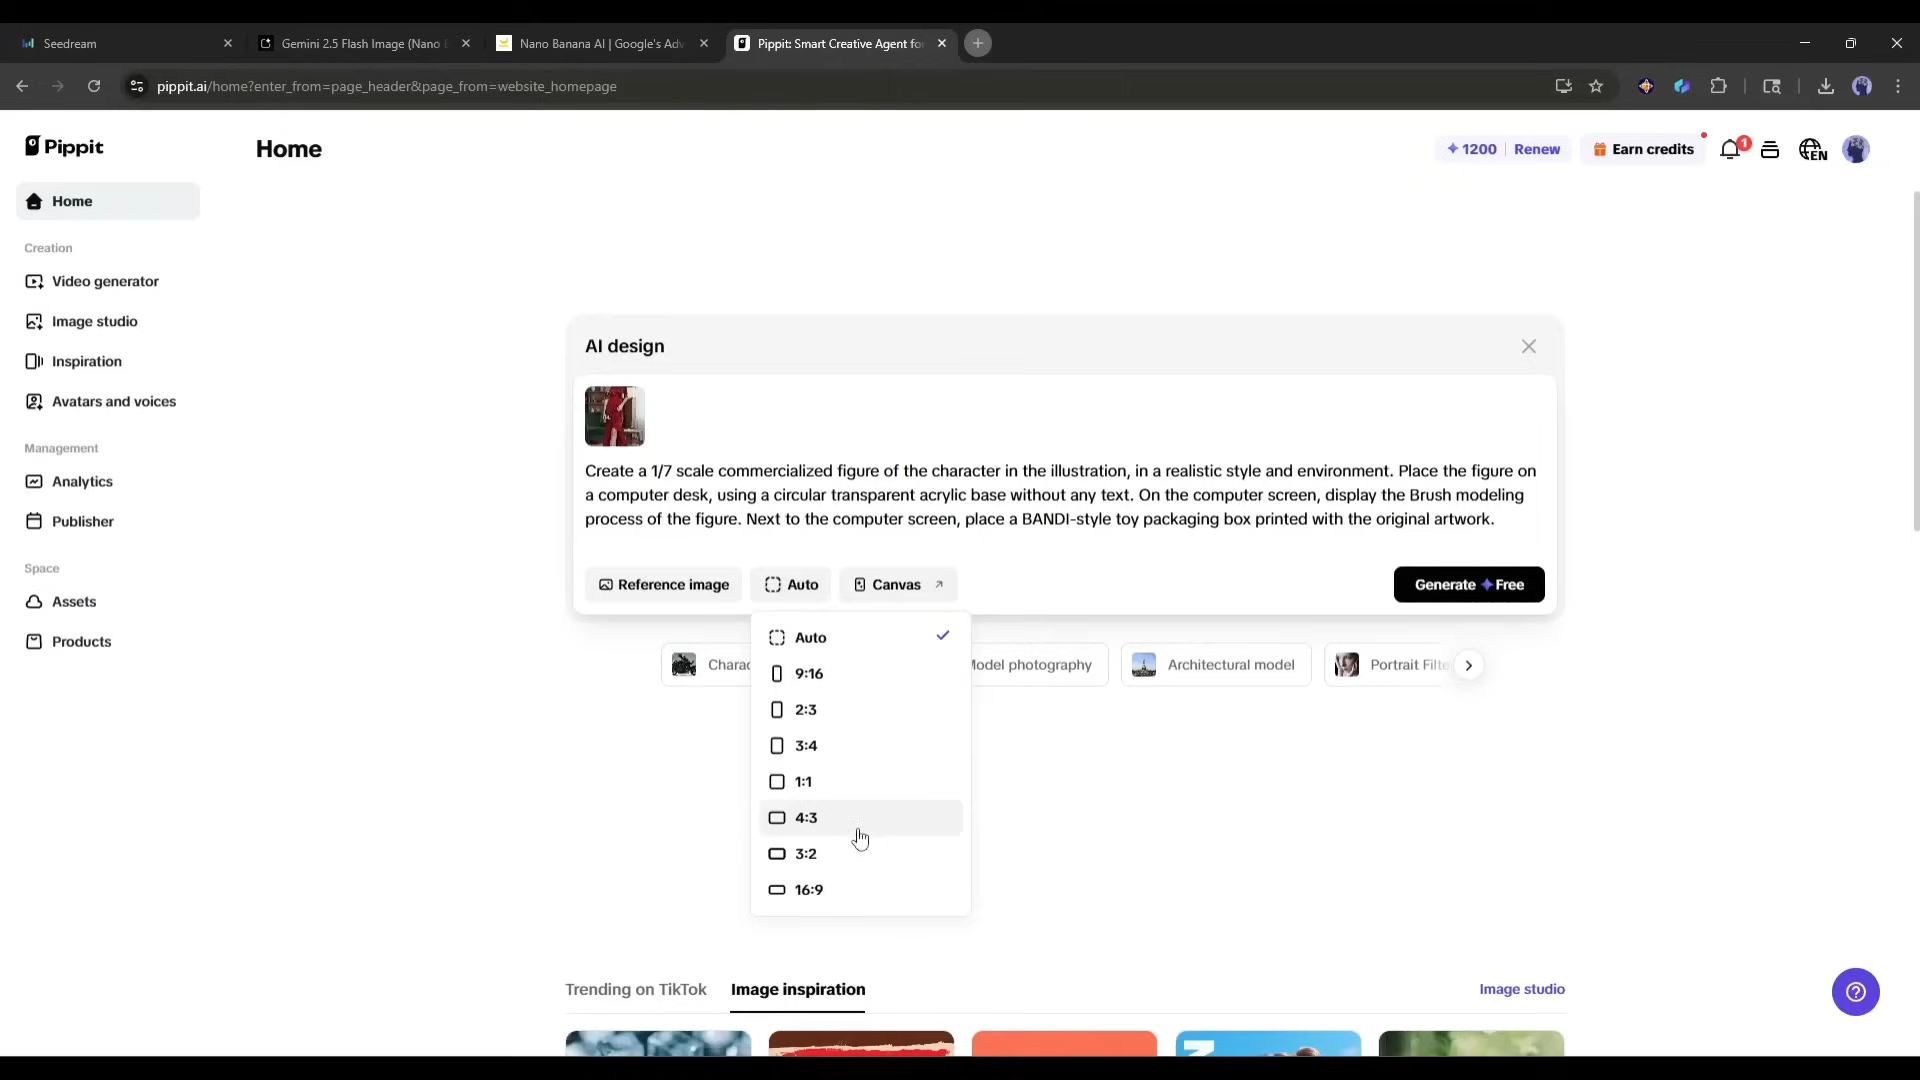 Seedream
Gemini 2.5 Flash Image (Nano
Nano Banana AI | Google's Adv
Pippit: Smart Creative Agent fo
pippit.ai/home?enter_from=page_header&page_from=website_homepage
Pippit
Home
1200 Renew
Earn credits
1
EN
Home
Creation
Video generator
Image studio
Inspiration
Avatars and voices
Management
Analytics
Publisher
Space
Assets
Products
AI design
Create a 1/7 scale commercialized figure of the character in the illustration, in a realistic style and environment. Place the figure on
a computer desk, using a circular transparent acrylic base without any text. On the computer screen, display the Brush modeling
process of the figure. Next to the computer screen, place a BANDI-style toy packaging box printed with the original artwork.
Reference image
Auto
Canvas
Generate Free
Auto
9:16
2:3
3:4
1:1
4:3
3:2
16:9
Charac
Model photography
Architectural model
Portrait Filte
Trending on TikTok
Image inspiration
Image studio